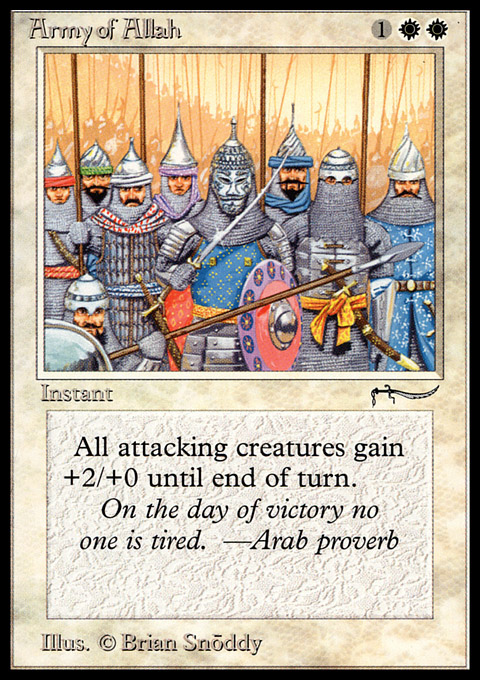 Army of Allah 1
Instant
All attacking creatures gain
+2/+0 until end of turn.
On the day of victory no
one is tired. —Arab proverb
Illus. © Brian Snōddy